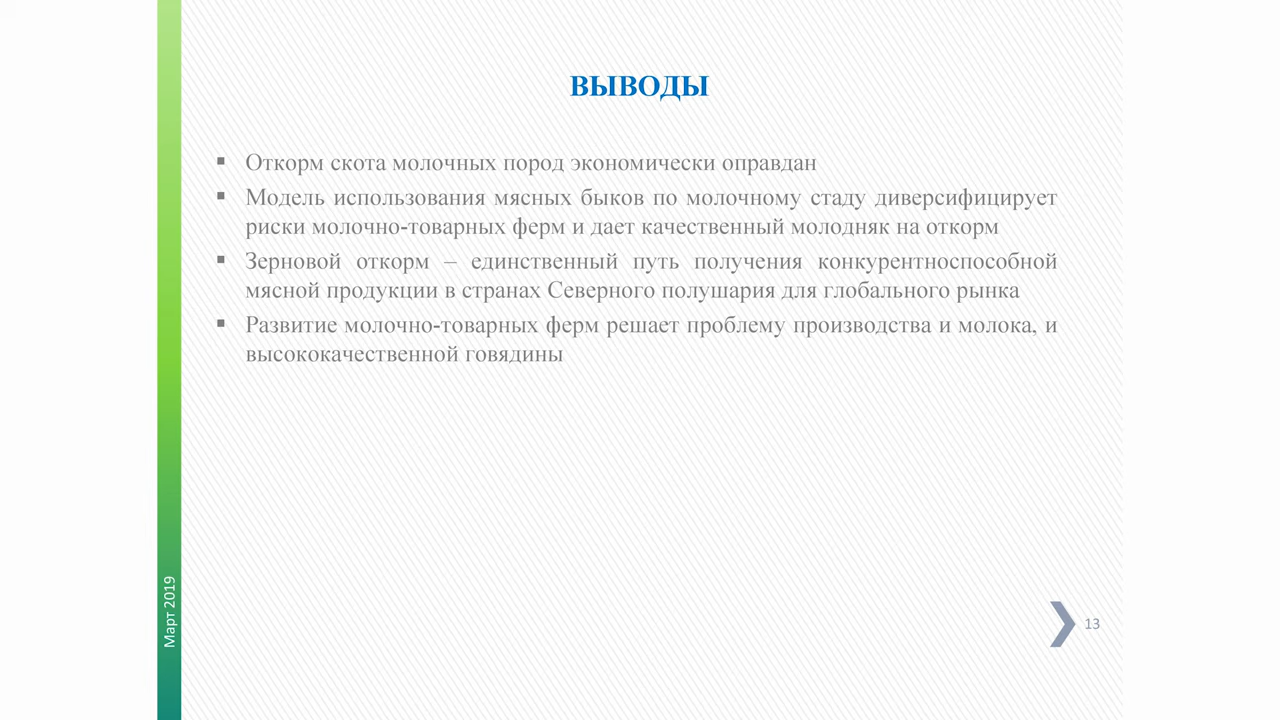 ВЫВОДЫ
▪ Откорм скота молочных пород экономически оправдан
▪ Модель использования мясных быков по молочному стаду диверсифицирует
риски молочно-товарных ферм и дает качественный молодняк на откорм
▪ Зерновой откорм – единственный путь получения конкурентноспособной
мясной продукции в странах Северного полушария для глобального рынка
▪ Развитие молочно-товарных ферм решает проблему производства и молока, и
высококачественной говядины
Март 2019
13